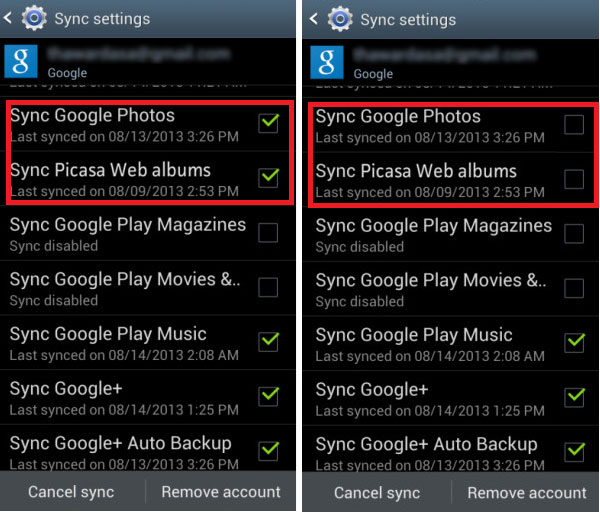 Sync settings
Google
Sync Google Photos
Last synced on 08/13/2013 3:26 PM
Sync Picasa Web albums
Last synced on 08/09/2013 2:53 PM
Sync Google Play Magazines
Sync disabled
Sync Google Play Movies &..
Sync disabled
Sync Google Play Music
Last synced on 08/14/2013 2:08 AM
Sync Google+
Last synced on 08/14/2013 1:25 PM
Sync Google+ Auto Backup
Last synced on 08/13/2013 3:26 PM
Cancel sync
Remove account
Sync settings
Google
Sync Google Photos
Last synced on 08/13/2013 3:26 PM
Sync Picasa Web albums
Last synced on 08/09/2013 2:53 PM
Sync Google Play Magazines
Sync disabled
Sync Google Play Movies &..
Sync disabled
Sync Google Play Music
Last synced on 08/14/2013 2:08 AM
Sync Google+
Last synced on 08/14/2013 1:25 PM
Sync Google+ Auto Backup
Last synced on 08/13/2013 3:26 PM
Cancel sync
Remove account